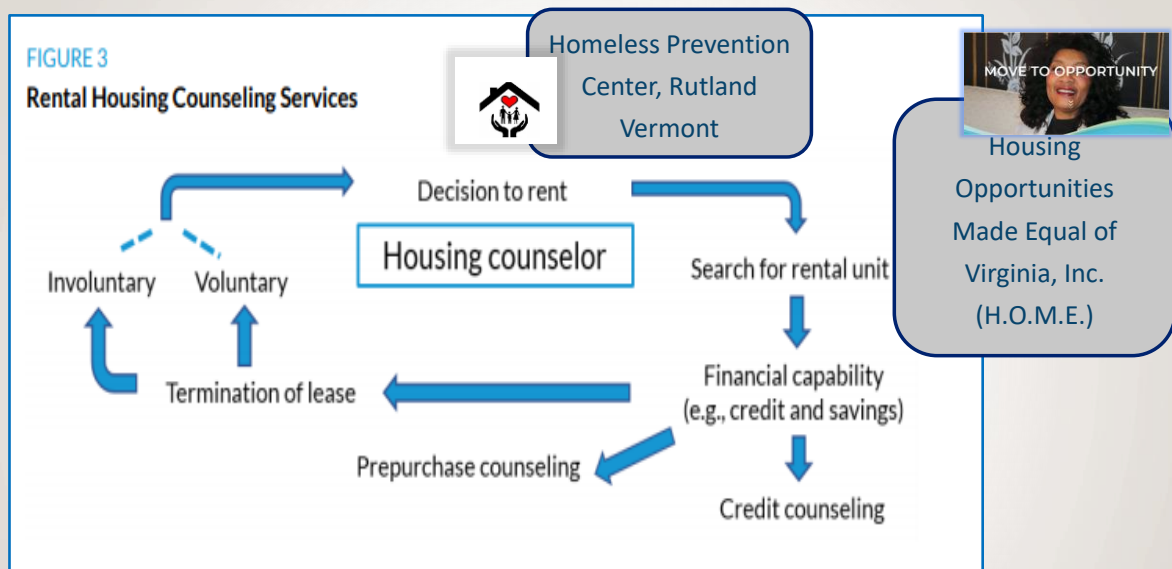 FIGURE 3
Rental Housing Counseling Services
Homeless Prevention
Center, Rutland
Vermont
MOVE TO OPPORTUNITY
Housing
Opportunities
Made Equal of
Virginia, Inc.
(H.O.M.E.)
Decision to rent
Housing counselor
Involuntary
Voluntary
Search for rental unit
Termination of lease
Financial capability
(e.g., credit and savings)
Prepurchase counseling
Credit counseling